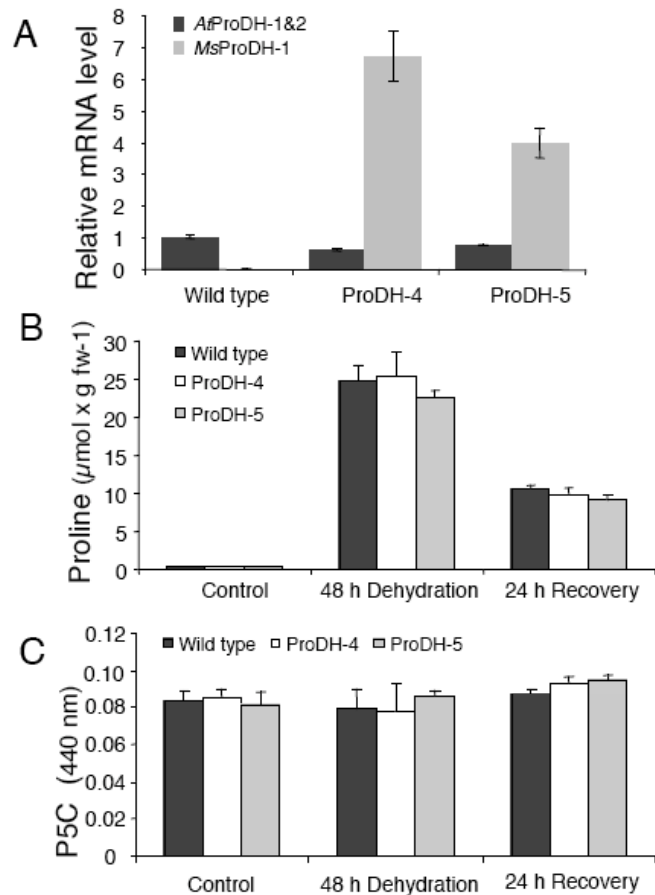 A
Relative mRNA level
8
7
6
5
4
3
2
1
0
AtProDH-1&2
MsProDH-1
Wild type ProDH-4 ProDH-5
B
Proline (µmol x g fw-1)
30
25
20
15
10
5
0
Wild type
ProDH-4
ProDH-5
Control 48 h Dehydration 24 h Recovery
C
P5C (440 nm)
0.12
0.10
0.08
0.06
0.04
0.02
0.00
Wild type ProDH-4 ProDH-5
Control 48 h Dehydration 24 h Recovery